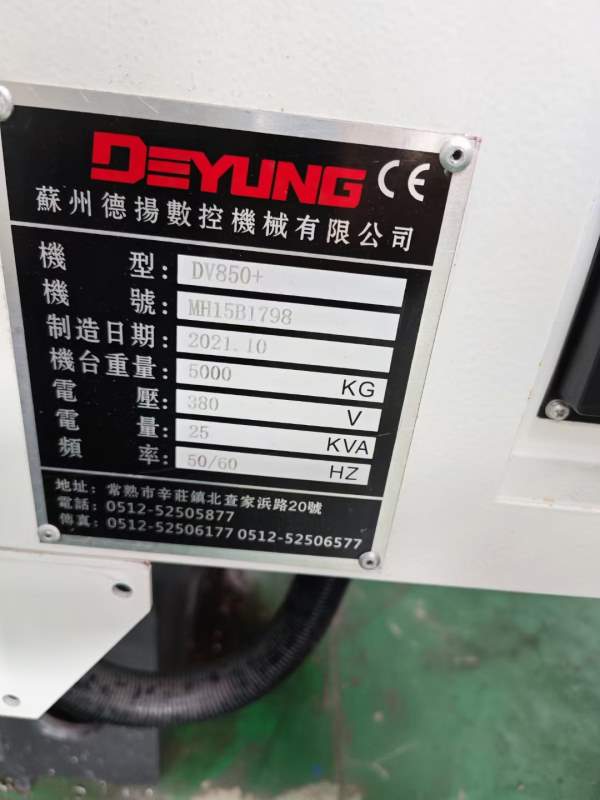 DEYUNG CE
蘇州德揚數控機械有限公司
機型: DV850+
機號: MH15B1798
制造日期: 2021.10
機台重量: 5000 KG
電壓: 380 V
電量: 25 KVA
頻率: 50/60 HZ
地址: 常熟市辛莊鎮北查家浜路20號
電話: 0512-52505877
傳真: 0512-52506177 0512-52506577